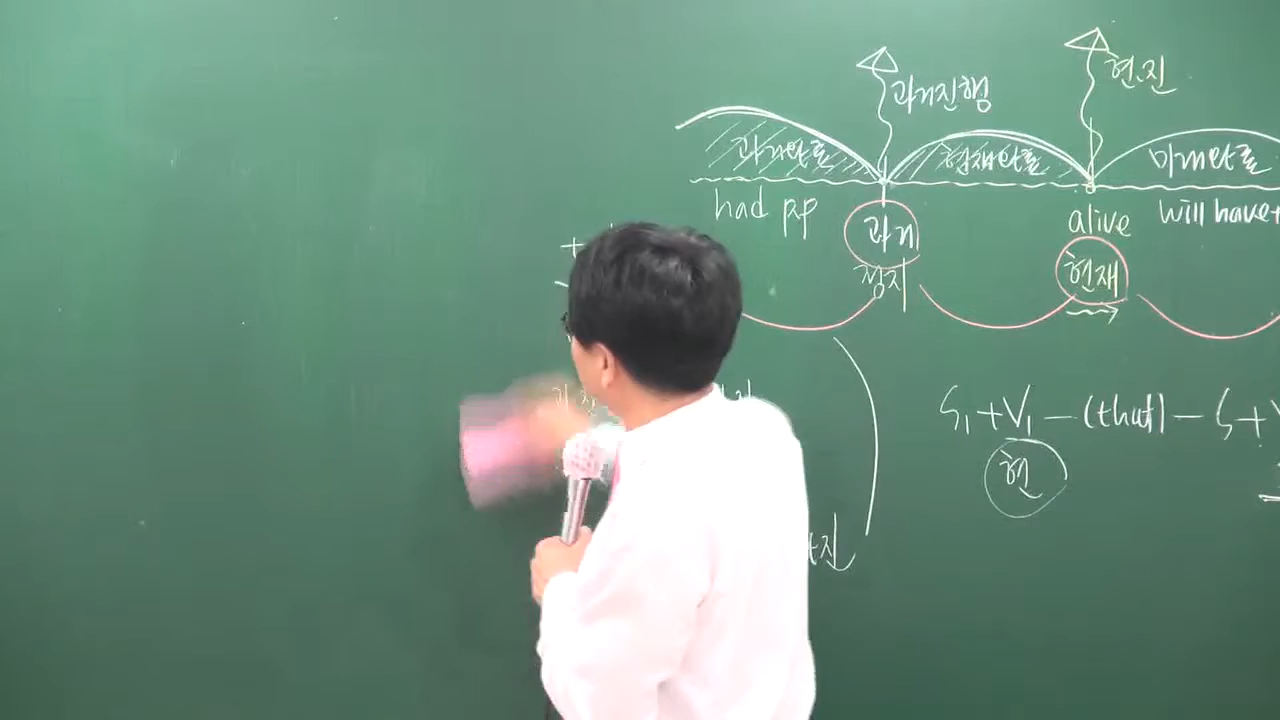 과거진행
현.진
과거완료
현재완료
미래완료
had pp
과거
정지
alive
현재
will have+
S₁+V₁-(that)-S+V
현
진